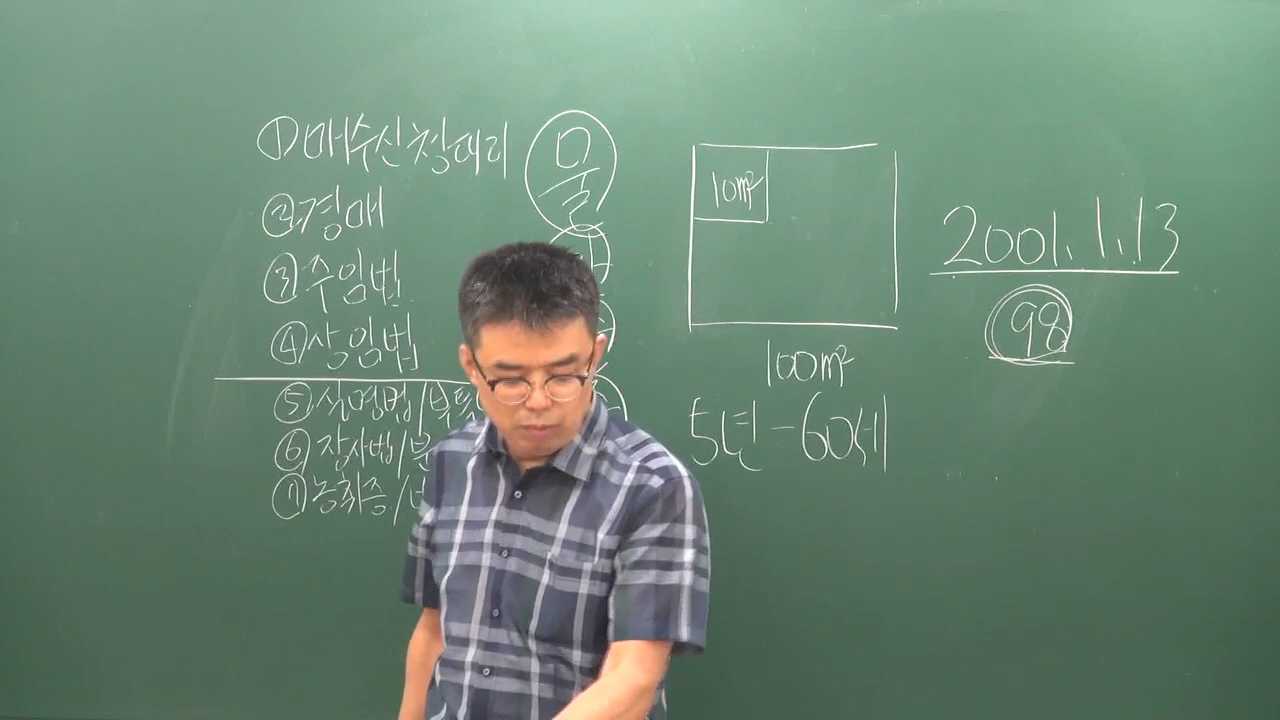 ①매수신청대리 물
②경매
③주임법
④상임법
⑤실명법/부
⑥장사법/분
⑦농취증/
10m²
100m²
5년-60세
2001.1.13
98